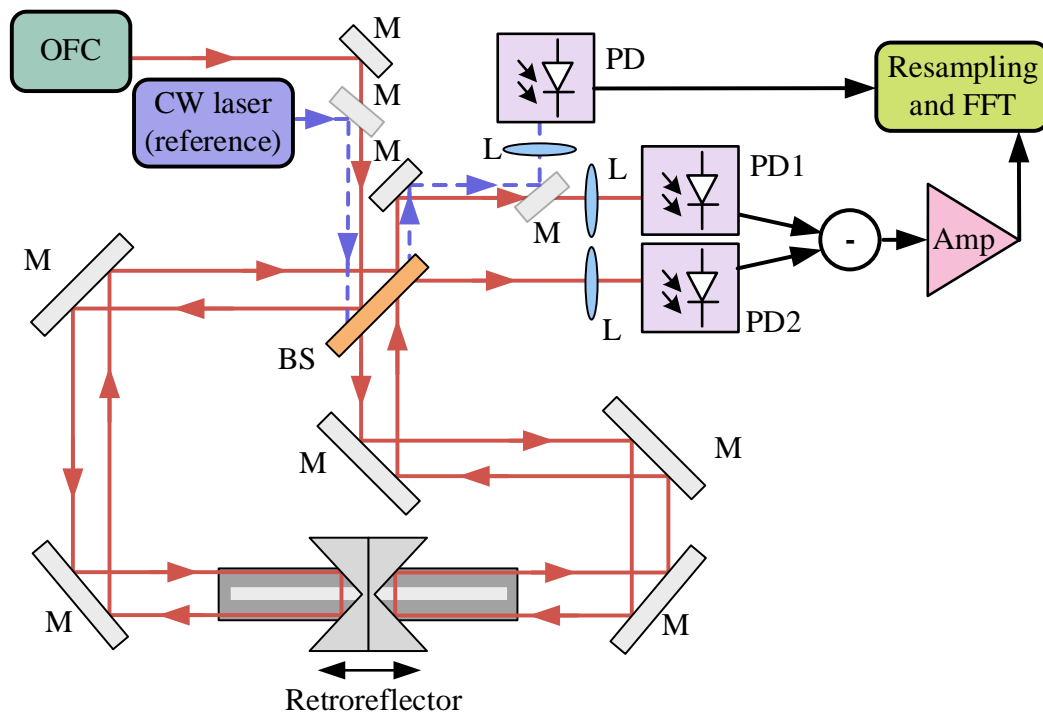 OFC
M
PD
Resampling
and FFT
CW laser
(reference)
M
M
L
L
PD1
M
-
Amp
M
PD2
L
BS
M
M
M
M
Retroreflector